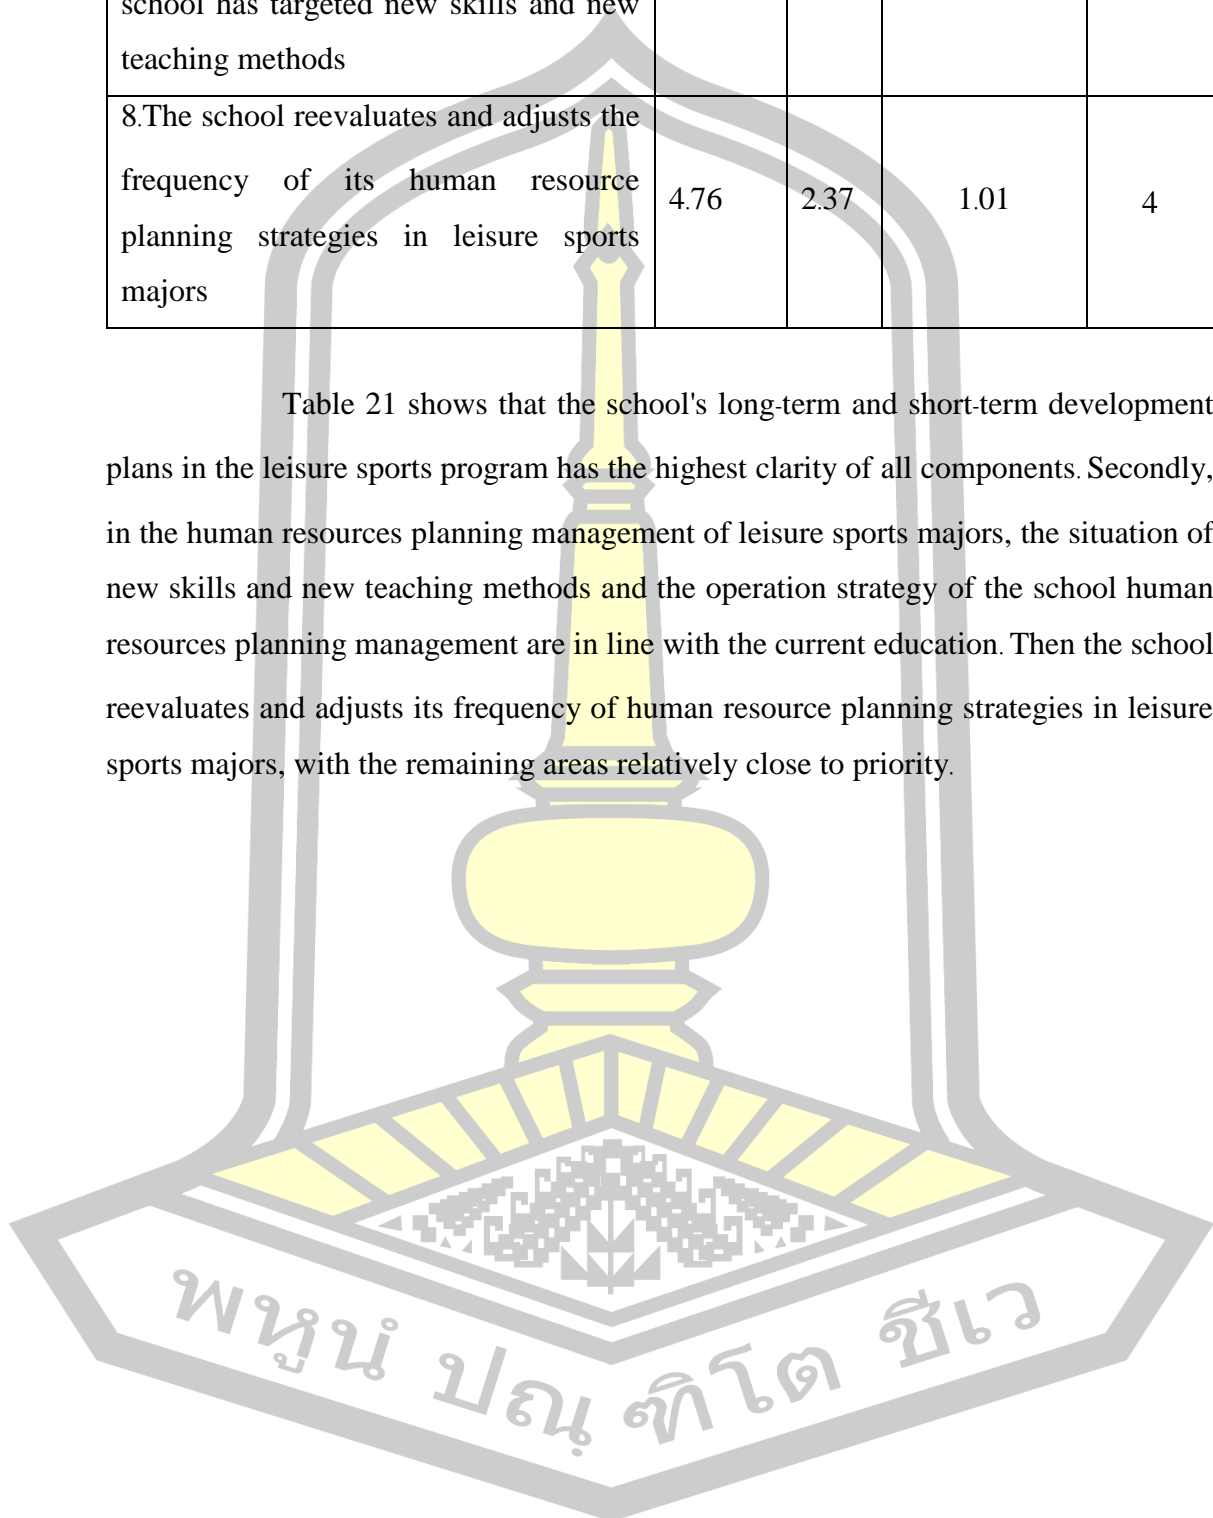 school has targeted new skills and new
teaching methods
8.The school reevaluates and adjusts the
frequency of its human resource
planning strategies in leisure sports
majors
4.76 2.37 1.01 4
Table 21 shows that the school's long-term and short-term development
plans in the leisure sports program has the highest clarity of all components. Secondly,
in the human resources planning management of leisure sports majors, the situation of
new skills and new teaching methods and the operation strategy of the school human
resources planning management are in line with the current education. Then the school
reevaluates and adjusts its frequency of human resource planning strategies in leisure
sports majors, with the remaining areas relatively close to priority.
พหูนํ ปณฺฑิโต ชีเว